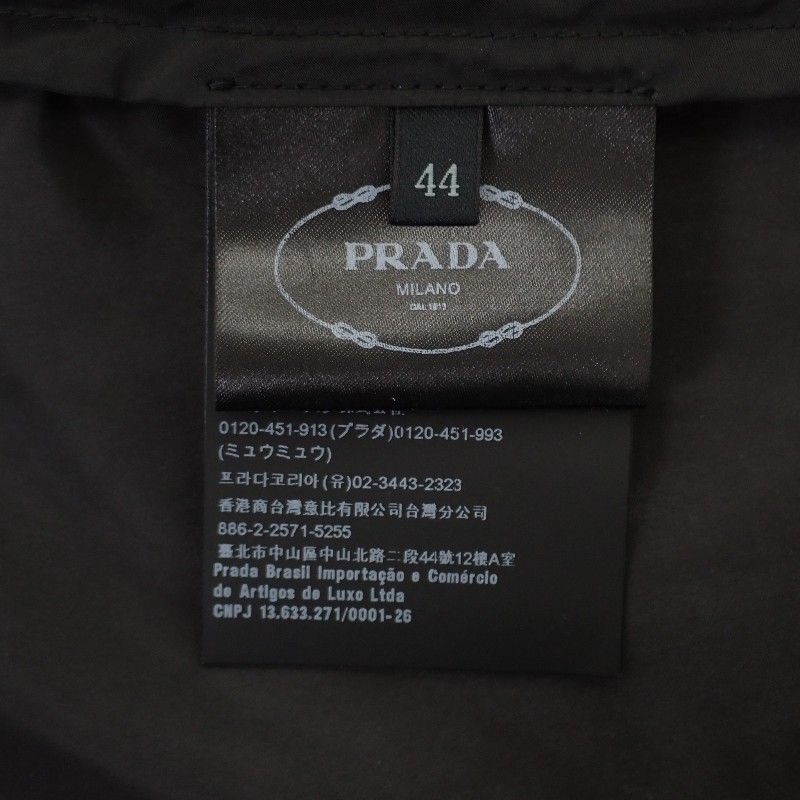 44
PRADA
MILANO
DAL 1913
0120-451-913(プラダ)0120-451-993
(ミュウミュウ)
프라다코리아(유)02-3443-2323
香港商台灣意比有限公司台灣分公司
886-2-2571-5255
臺北市中山區中山北路二段44號12樓A室
Prada Brasil Importação e Comércio
de Artigos de Luxo Ltda
CNPJ 13.633.271/0001-26